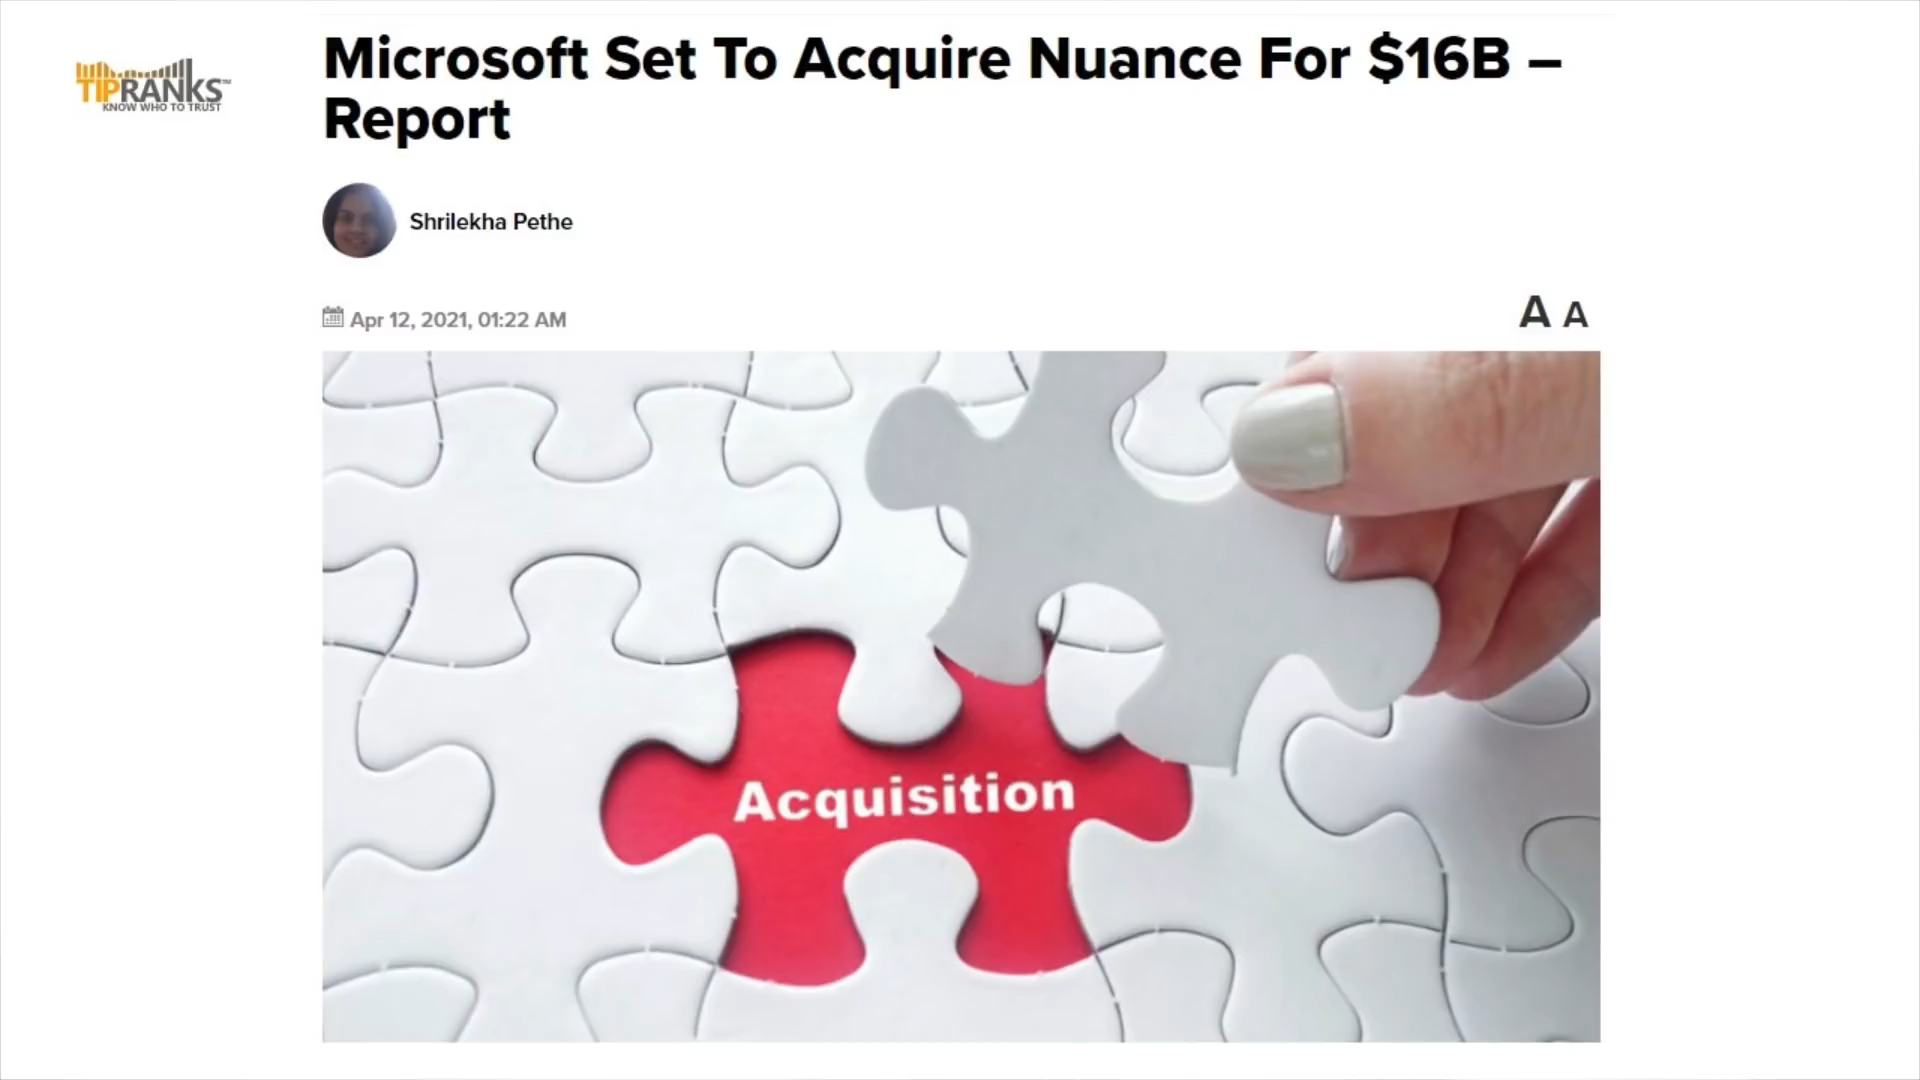 Microsoft Set To Acquire Nuance For $16B –
Report
TIPRANKS™
KNOW WHO TO TRUST
Shrilekha Pethe
Apr 12, 2021, 01:22 AM
A A
Acquisition